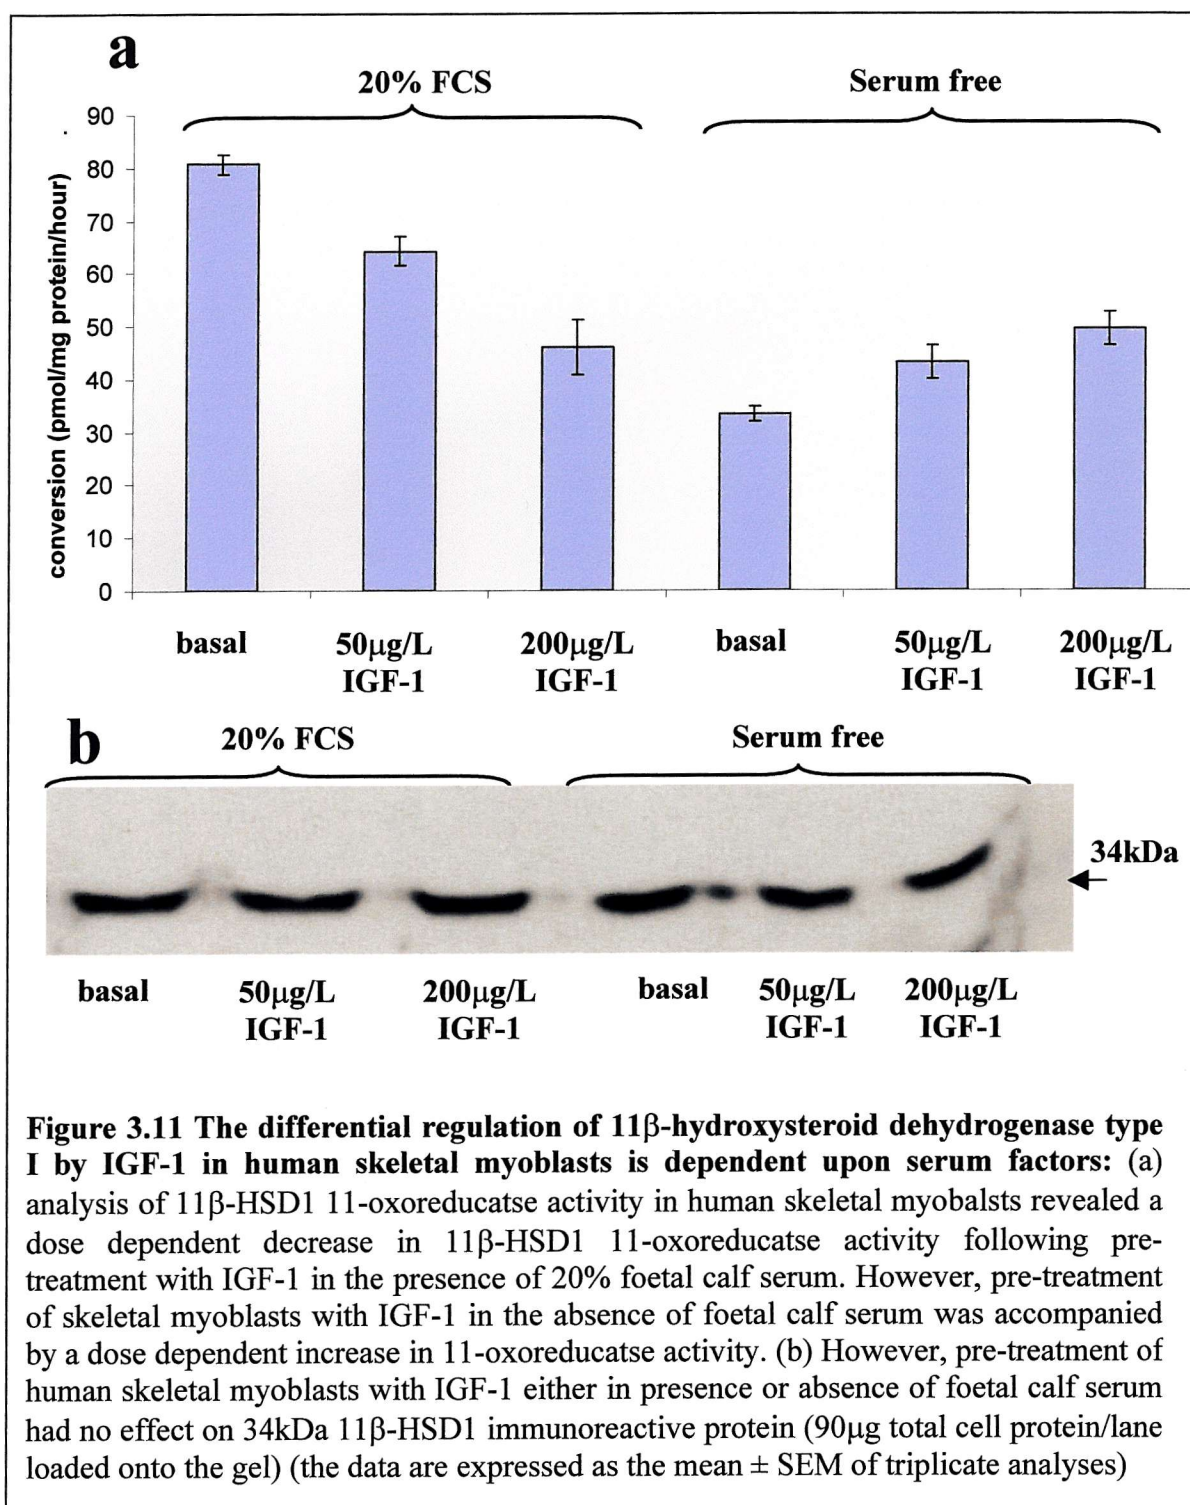 a
20% FCS Serum free
90
80
70
60
50
40
30
20
10
0
conversion (pmol/mg protein/hour)
basal 50μg/L 200μg/L basal 50μg/L 200μg/L
IGF-1 IGF-1 IGF-1 IGF-1
b
20% FCS Serum free
34kDa
basal 50μg/L 200μg/L basal 50μg/L 200μg/L
IGF-1 IGF-1 IGF-1 IGF-1
Figure 3.11 The differential regulation of 11β-hydroxysteroid dehydrogenase type
I by IGF-1 in human skeletal myoblasts is dependent upon serum factors: (a)
analysis of 11β-HSD1 11-oxoreducatse activity in human skeletal myobalsts revealed a
dose dependent decrease in 11β-HSD1 11-oxoreducatse activity following pre-
treatment with IGF-1 in the presence of 20% foetal calf serum. However, pre-treatment
of skeletal myoblasts with IGF-1 in the absence of foetal calf serum was accompanied
by a dose dependent increase in 11-oxoreducatse activity. (b) However, pre-treatment of
human skeletal myoblasts with IGF-1 either in presence or absence of foetal calf serum
had no effect on 34kDa 11β-HSD1 immunoreactive protein (90μg total cell protein/lane
loaded onto the gel) (the data are expressed as the mean ± SEM of triplicate analyses)